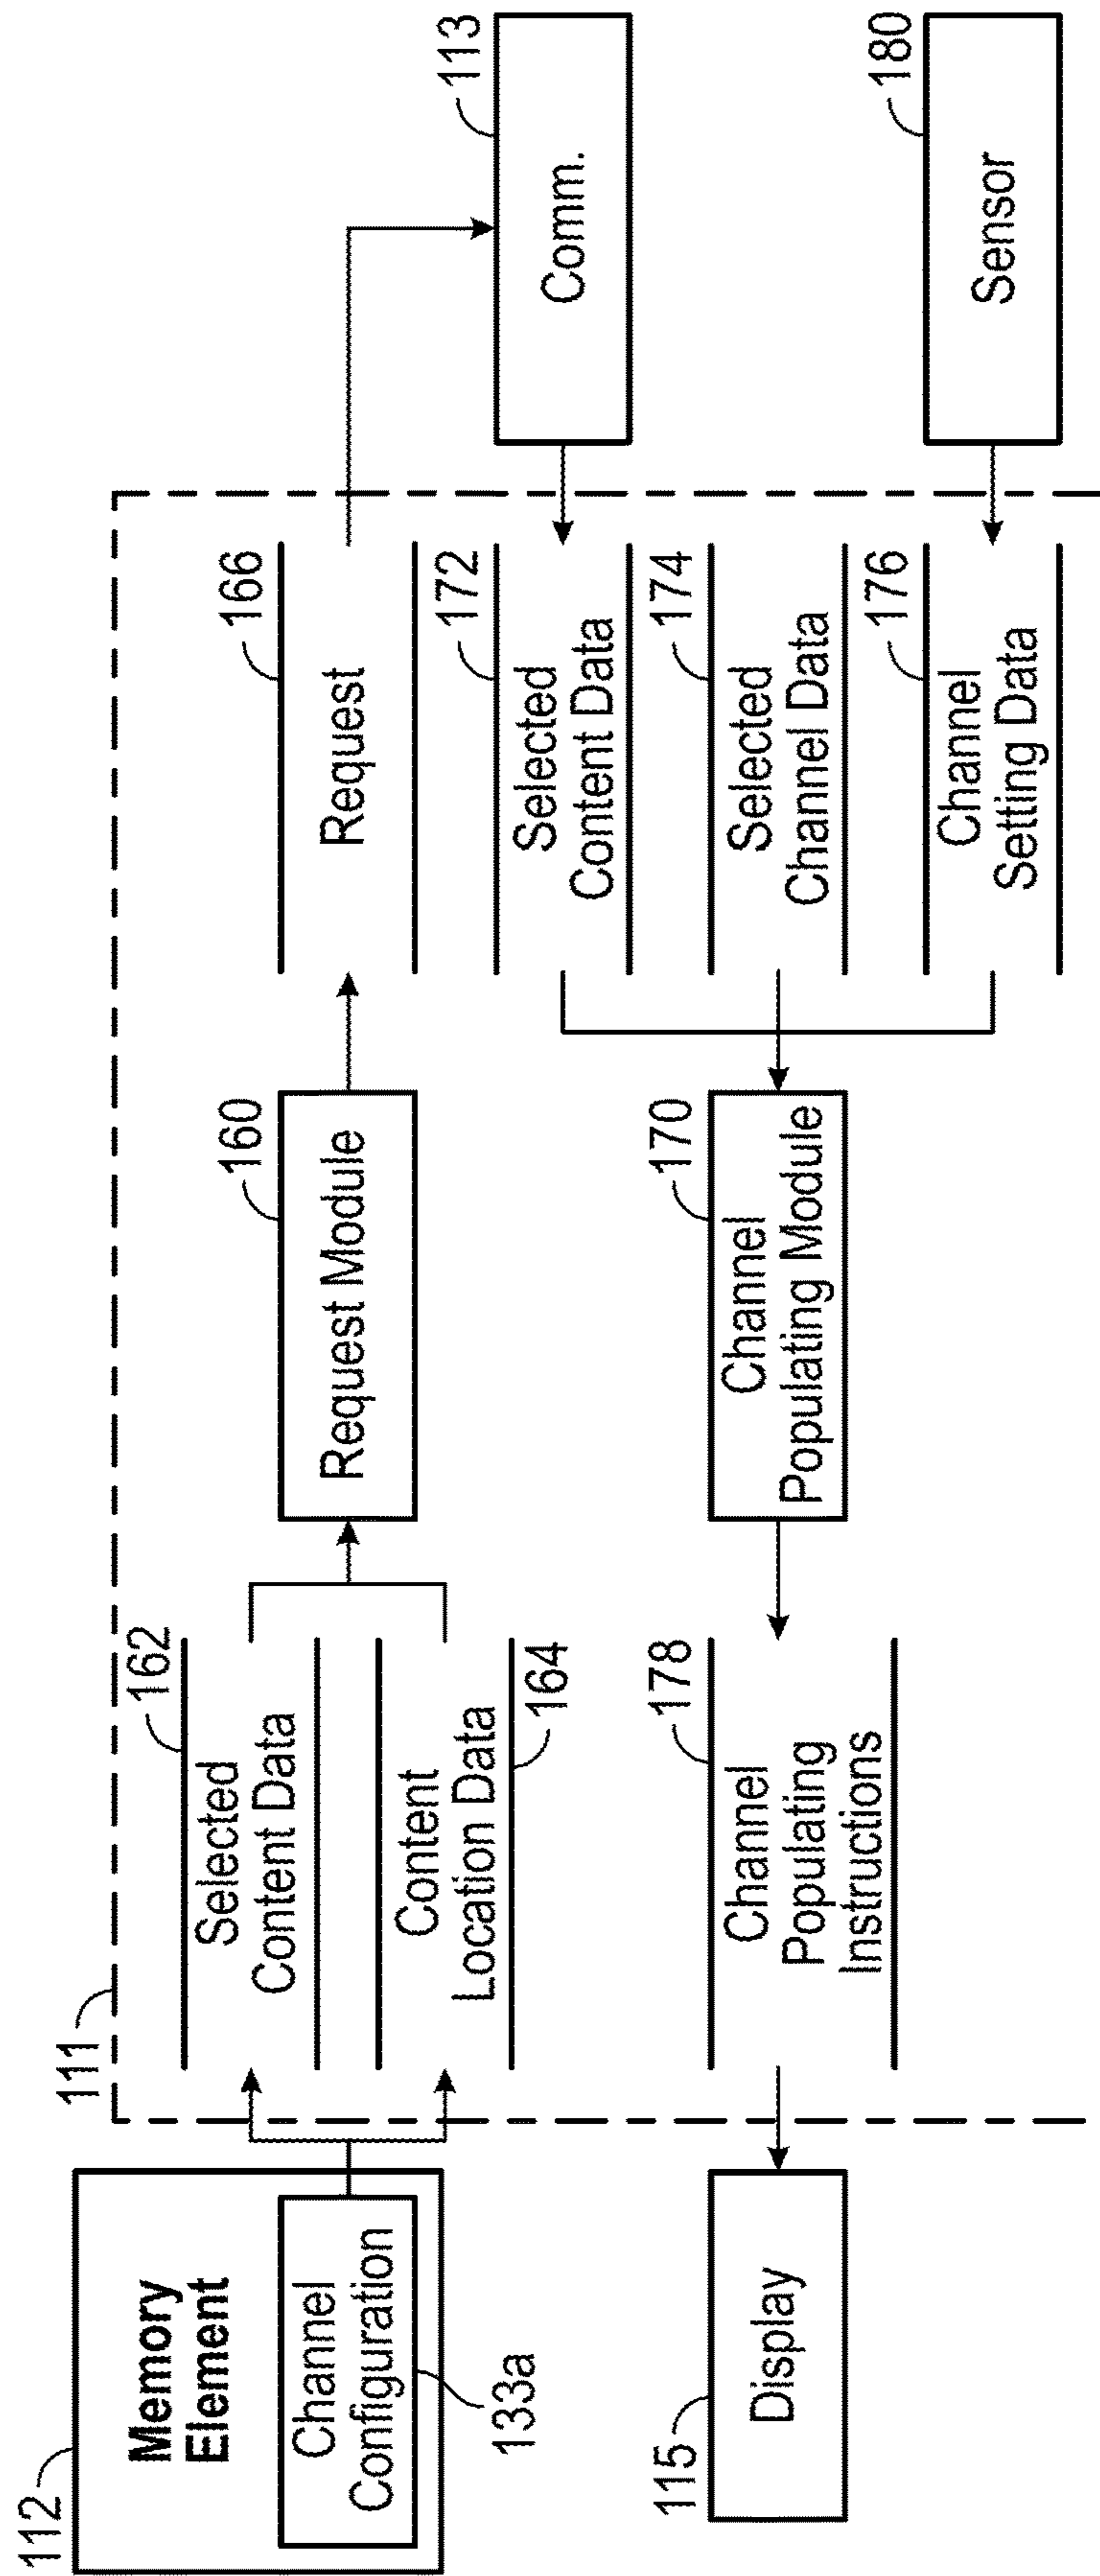 112
Memory
Element
Channel
Configuration
133a
111
Selected
Content Data
162
Content
Location Data
164
Request Module
160
Request
166
Comm.
113
Selected
Content Data
172
Selected
Channel Data
174
Channel
Setting Data
176
Sensor
180
Channel
Populating Module
170
Channel
Populating
Instructions
178
Display
115